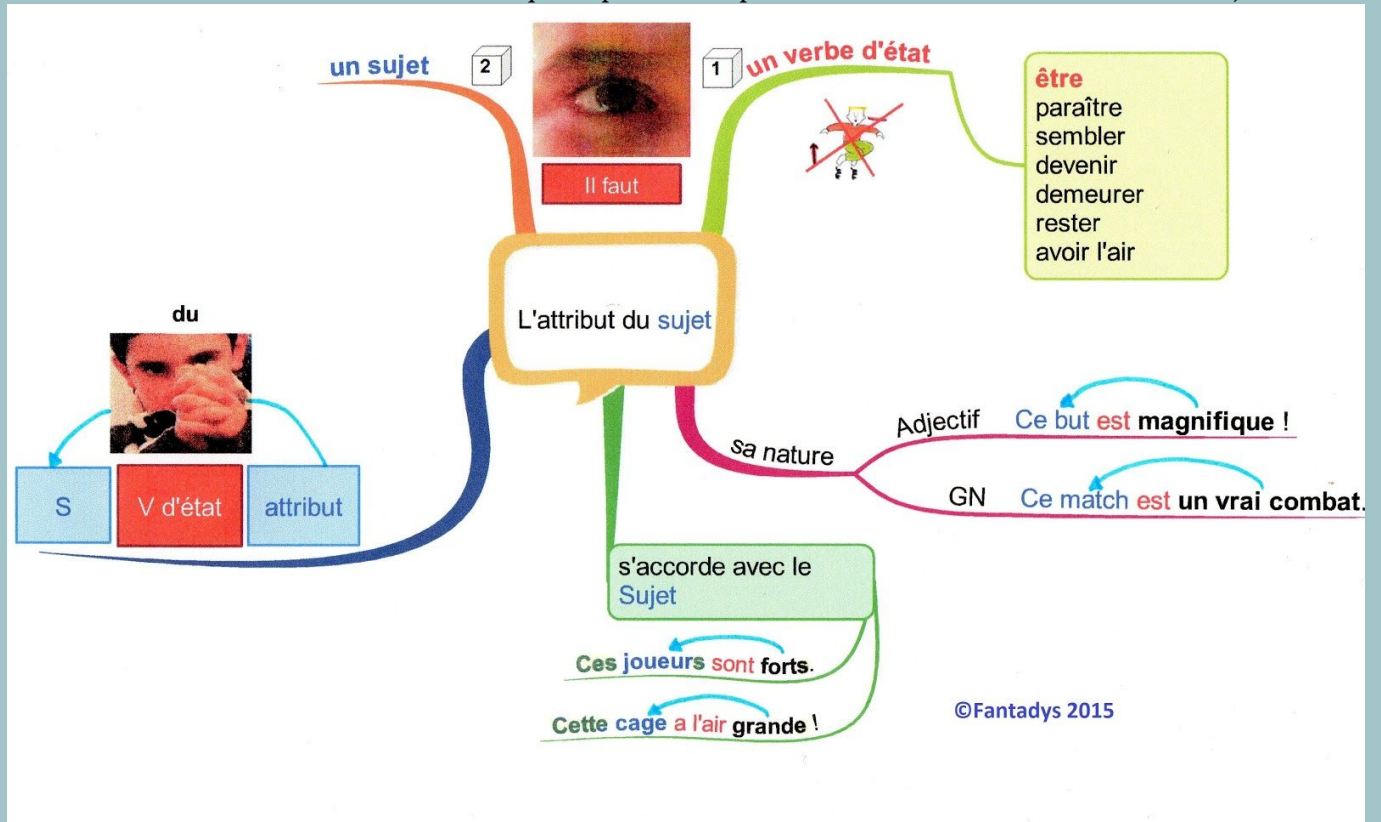 un sujet
2
1
un verbe d'état
Il faut
être
paraître
sembler
devenir
demeurer
rester
avoir l'air
L'attribut du sujet
du
S
V d'état
attribut
sa nature
Adjectif
Ce but est magnifique !
GN
Ce match est un vrai combat.
s'accorde avec le
Sujet
Ces joueurs sont forts.
Cette cage a l'air grande !
©Fantadys 2015